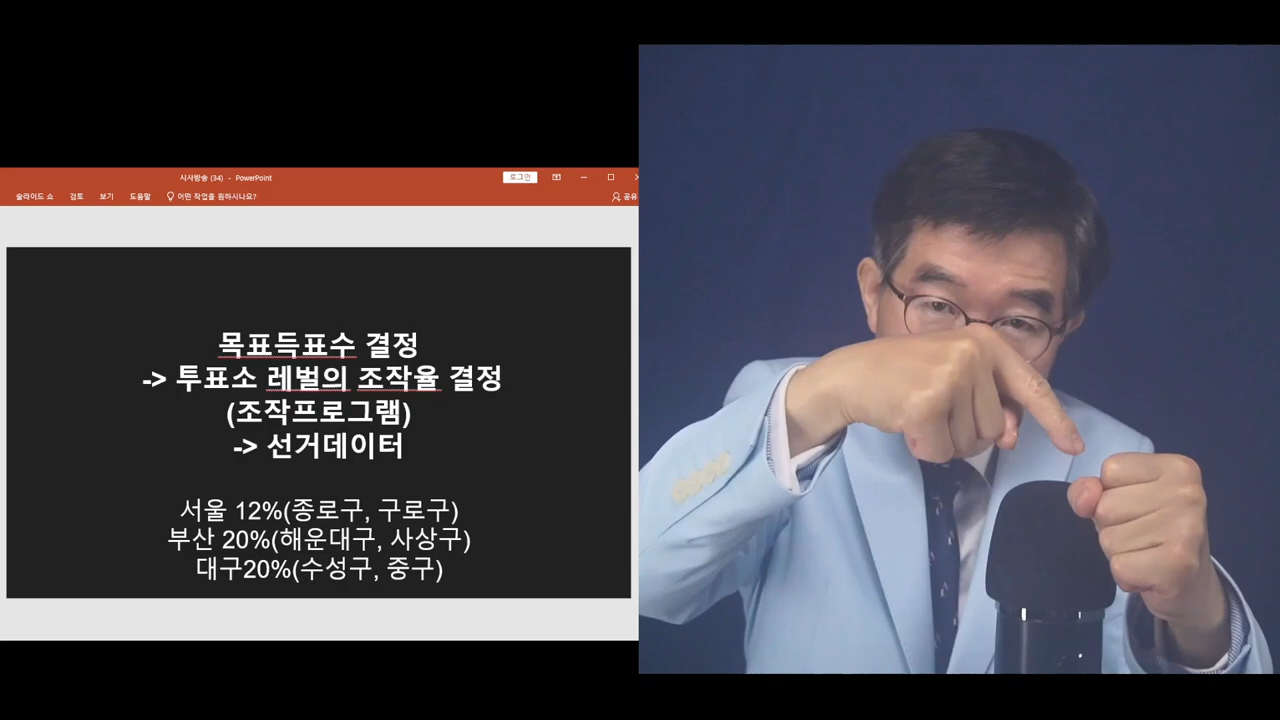 시사방송 (34) - PowerPoint
로그인
슬라이드 쇼 검토 보기 도움말 어떤 작업을 원하시나요? 공유
목표득표수 결정
-> 투표소 레벌의 조작율 결정
(조작프로그램)
-> 선거데이터
서울 12%(종로구, 구로구)
부산 20%(해운대구, 사상구)
대구20%(수성구, 중구)